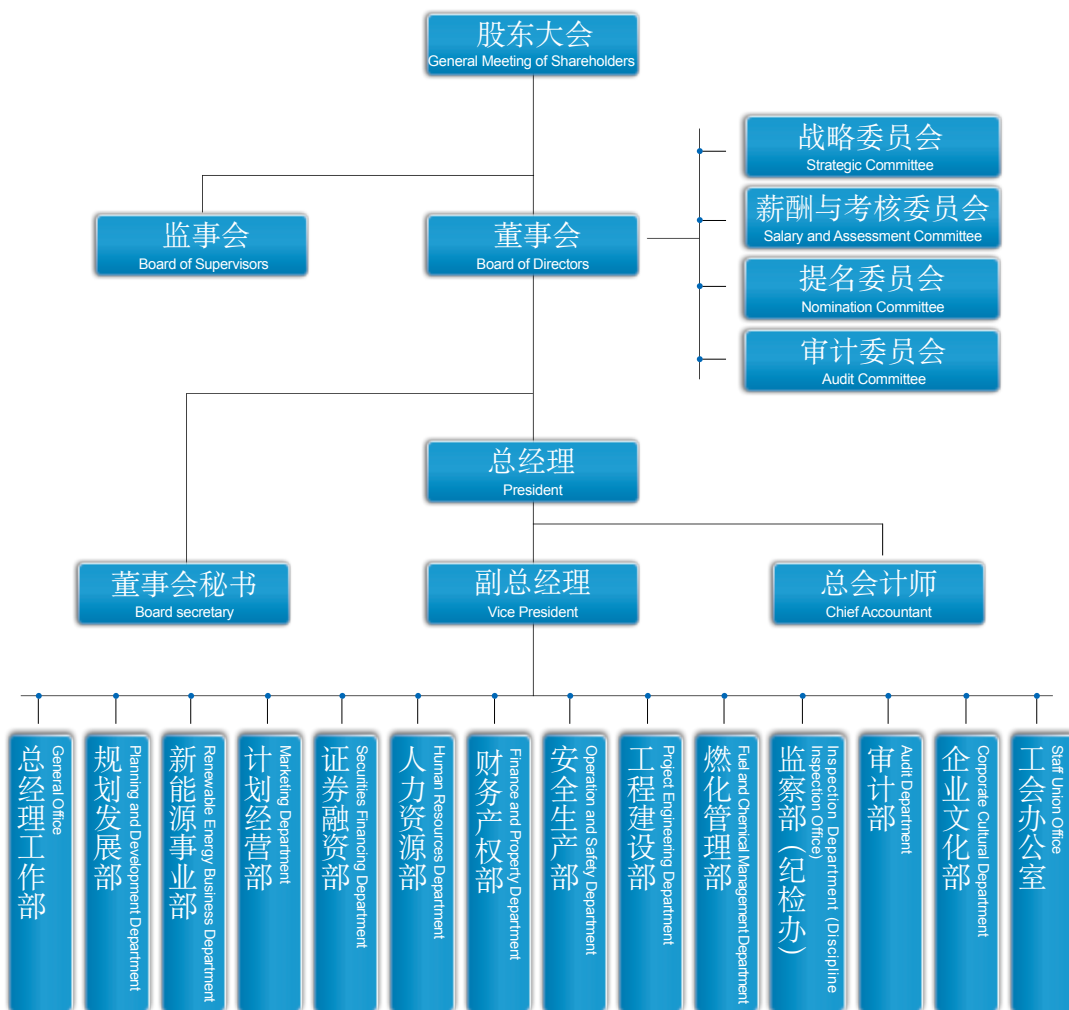 股东大会
General Meeting of Shareholders
战略委员会
Strategic Committee
薪酬与考核委员会
Salary and Assessment Committee
监事会
Board of Supervisors
董事会
Board of Directors
提名委员会
Nomination Committee
审计委员会
Audit Committee
总经理
President
董事会秘书
Board secretary
副总经理
Vice President
总会计师
Chief Accountant
总经理工作部
General Office
规划发展部
Planning and Development Department
新能源事业部
Renewable Energy Business Department
计划经营部
Marketing Department
证券融资部
Securities Financing Department
人力资源部
Human Resources Department
财务产权部
Finance and Property Department
安全生产部
Operation and Safety Department
工程建设部
Project Engineering Department
燃化管理部
Fuel and Chemical Management Department
监察部（纪检办）
Inspection Department (Discipline
Inspection Office)
审计部
Audit Department
企业文化部
Corporate Cultural Department
工会办公室
Staff Union Office